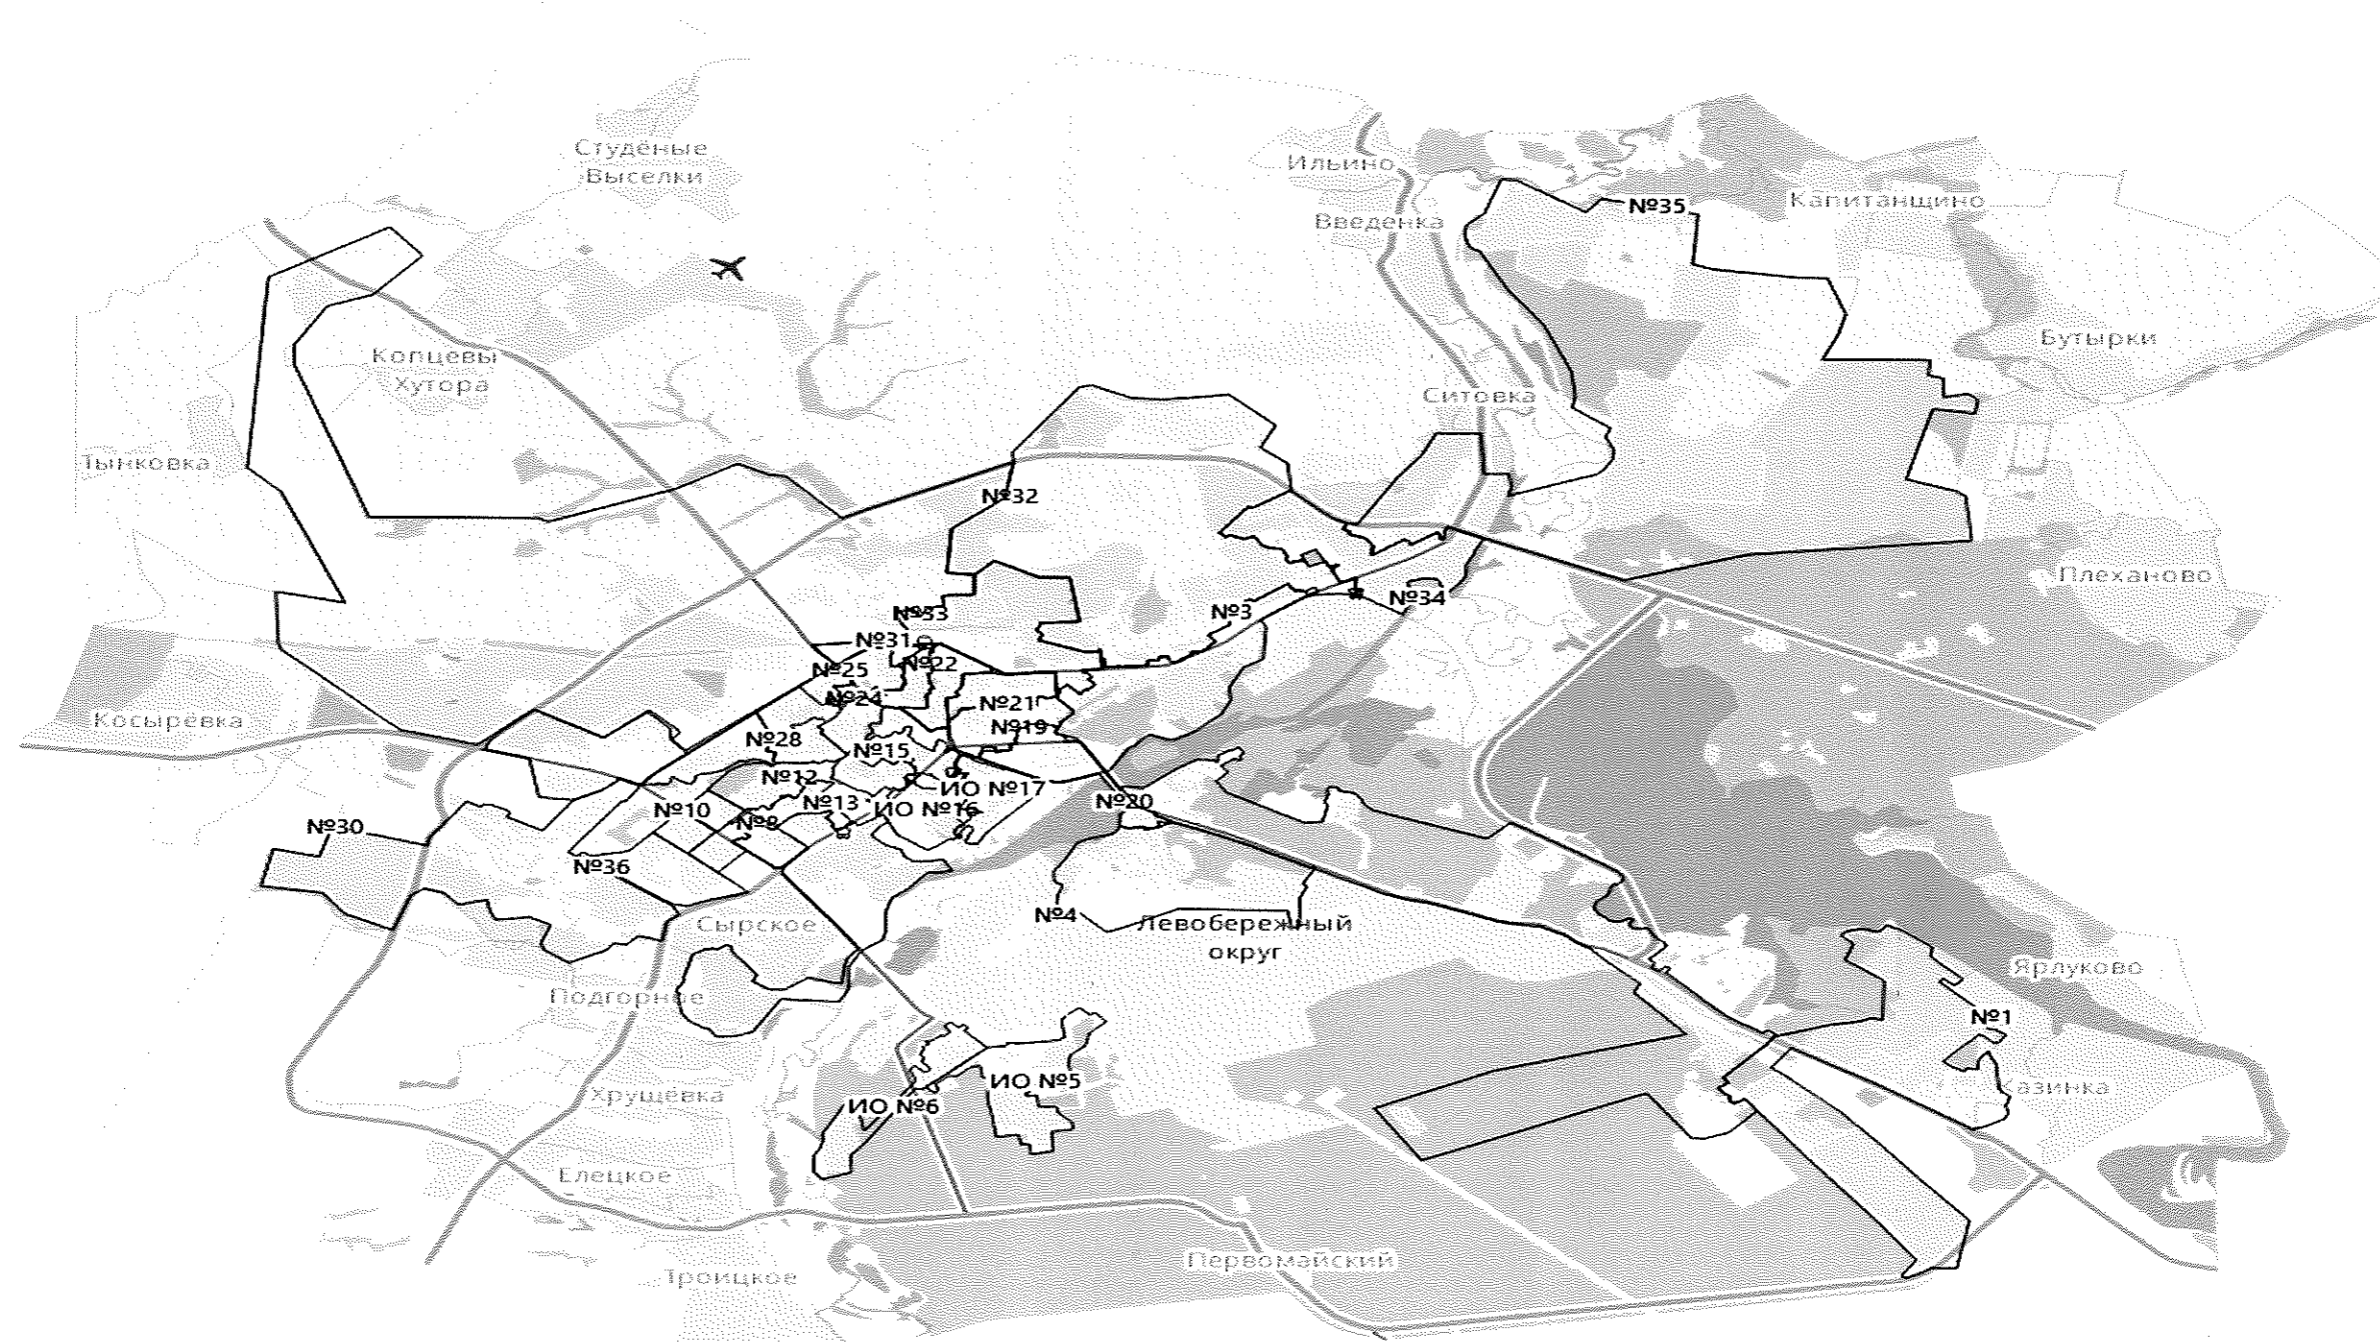 Студёные
Выселки
Ильино
Капитанщино
№35
Введенка
Бутырки
Копцевы
Хутора
Ситовка
Тынковка
№32
Плеханово
№34
№33
№3
№31
№22
№25
№24
№21
Косырёвка
№19
№28
№15
№12
ИО №17
№20
№13
№10
ИО №16
№8
№30
№36
№4
Сырское
Левобережный
округ
Ярлуково
Подгорное
№1
ИО №5
Казинка
Хрущёвка
ИО №6
Елецкое
Первомайский
Троицкое